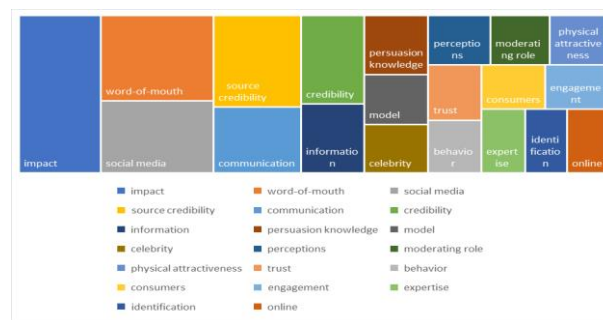 impact
word-of-mouth
social media
source
credibility
communication
credibility
informatio
n
persuasion
knowledge
model
celebrity
perceptio
ns
moderati
ng role
physical
attractive
ness
trust
consumers
engageme
nt
behavio
r
expert
ise
identi
ficatio
n
online
impact
word-of-mouth
social media
source credibility
communication
credibility
information
persuasion knowledge
model
celebrity
perceptions
moderating role
physical attractiveness
trust
behavior
consumers
engagement
expertise
identification
online